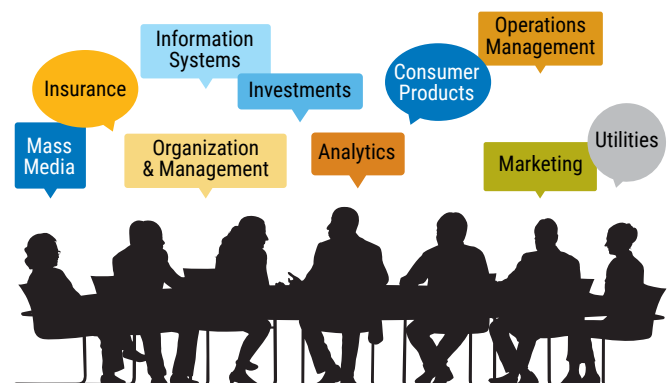 Operations
Management
Information
Systems
Consumer
Products
Insurance
Investments
Utilities
Mass
Media
Organization
& Management
Analytics
Marketing